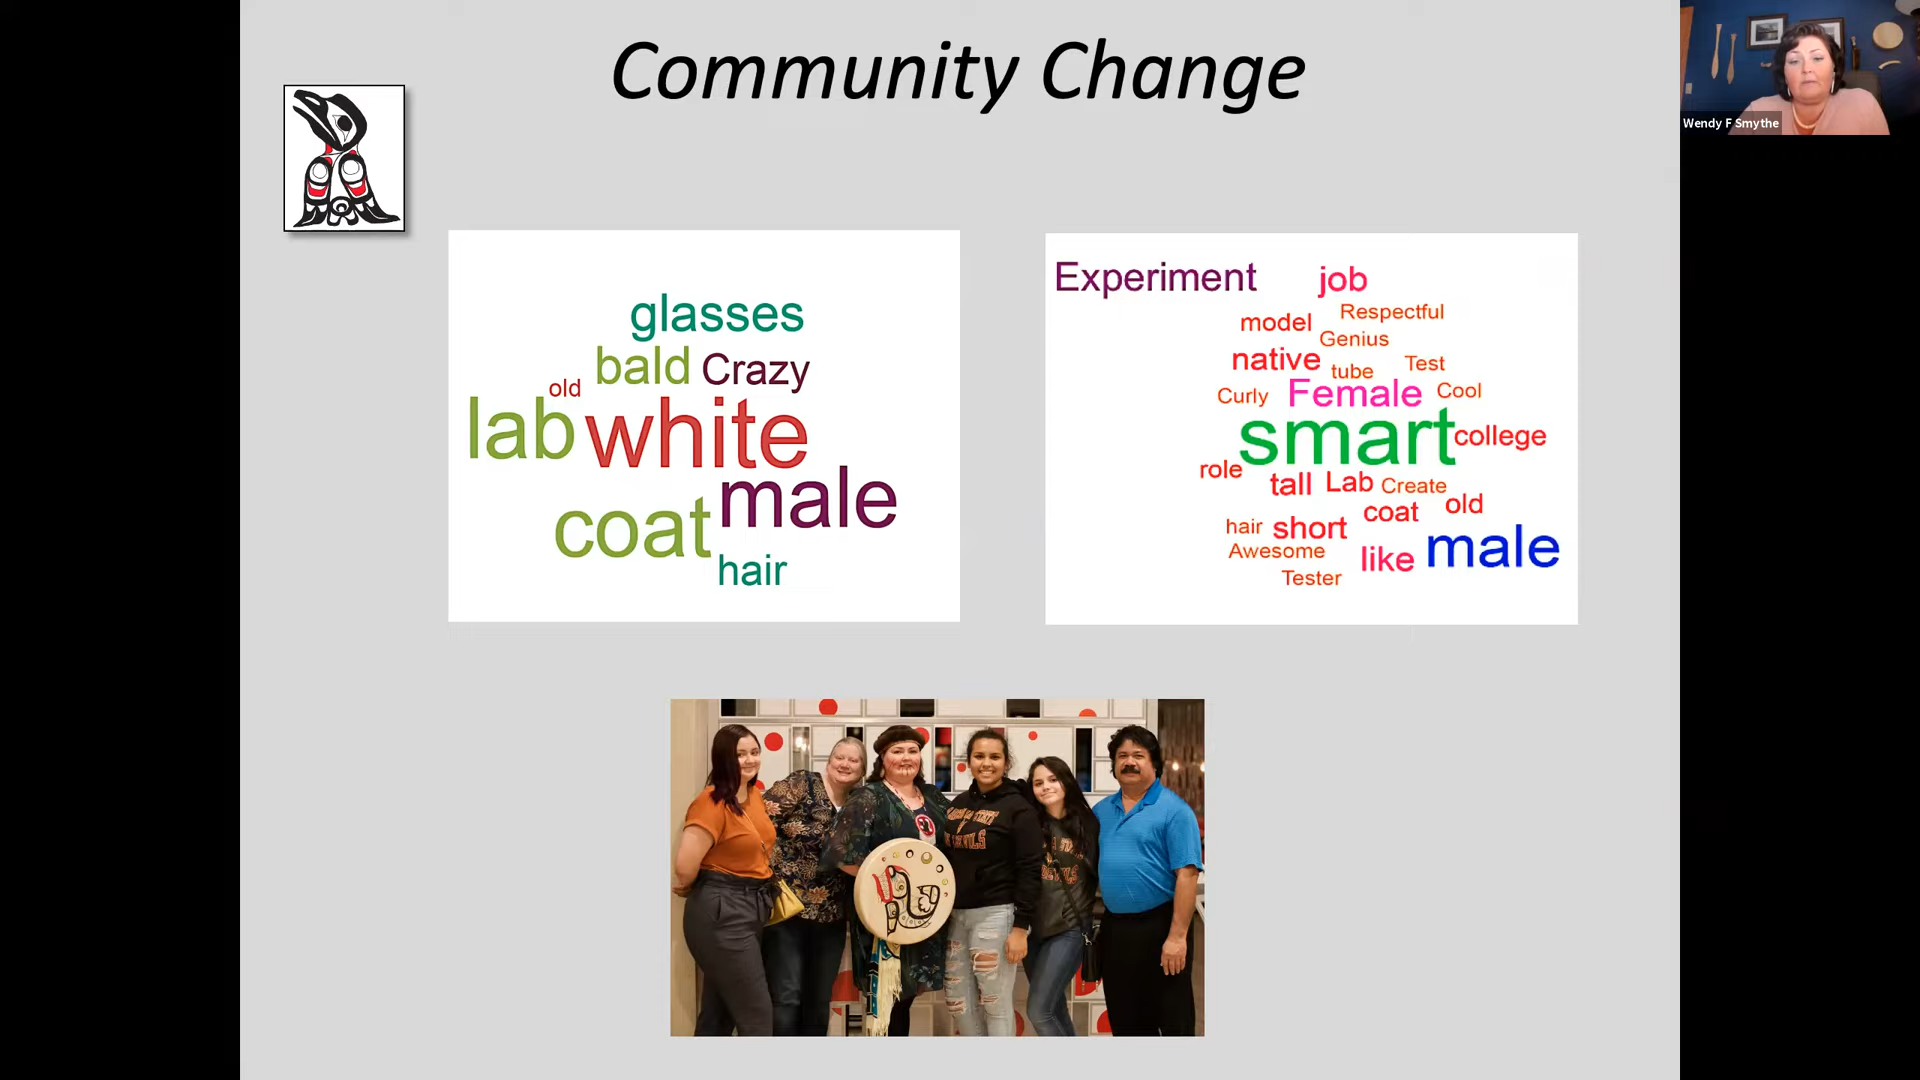 Community Change
Wendy F Smythe
glasses
bald Crazy
old
lab white
male
coat
hair
Experiment job
Respectful
model
Genius
native
tube Test
Curly Female Cool
smart college
role
tall Lab Create
coat old
hair short
Awesome like male
Tester